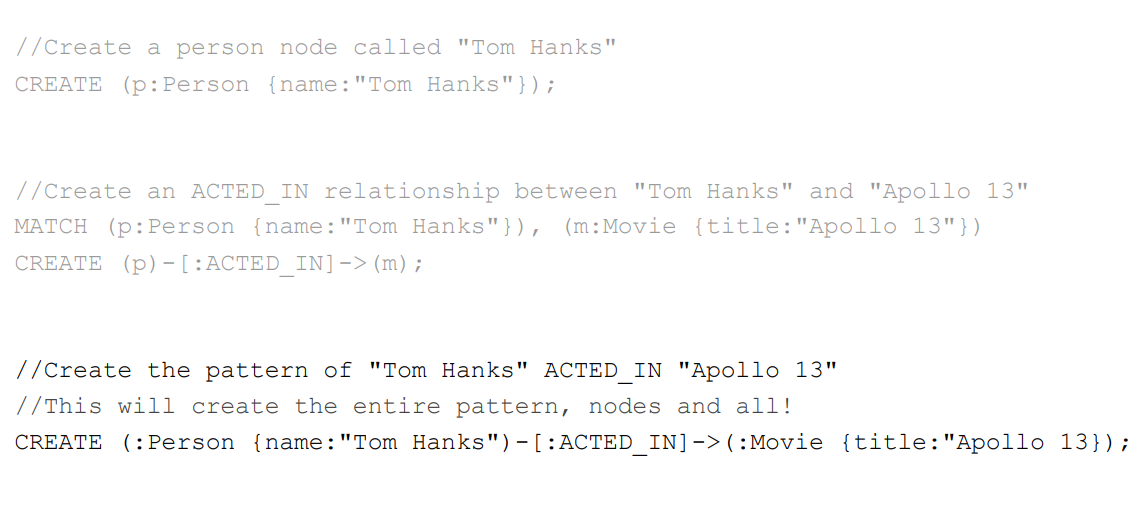 //Create a person node called "Tom Hanks"
CREATE (p:Person {name:"Tom Hanks"});
//Create an ACTED_IN relationship between "Tom Hanks" and "Apollo 13"
MATCH (p:Person {name:"Tom Hanks"}), (m:Movie {title:"Apollo 13"})
CREATE (p)-[:ACTED_IN]->(m);
//Create the pattern of "Tom Hanks" ACTED_IN "Apollo 13"
//This will create the entire pattern, nodes and all!
CREATE (:Person {name:"Tom Hanks")-[:ACTED_IN]->(:Movie {title:"Apollo 13});